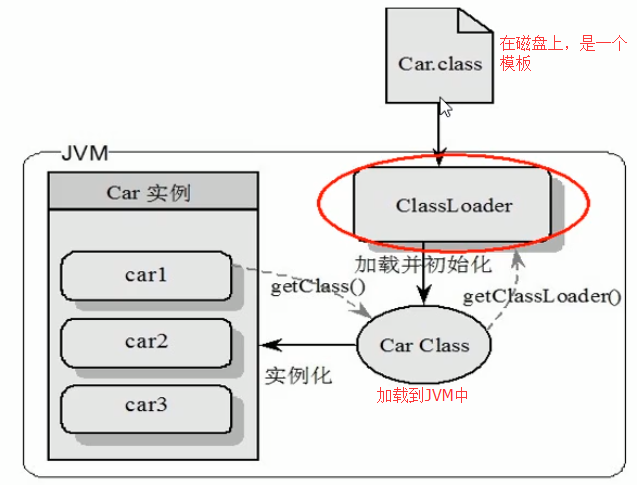 Car.class
在磁盘上，是一个
模板
JVM
Car 实例
ClassLoader
加载并初始化
car1
getClass()
getClassLoader()
car2
Car Class
实例化
加载到JVM中
car3